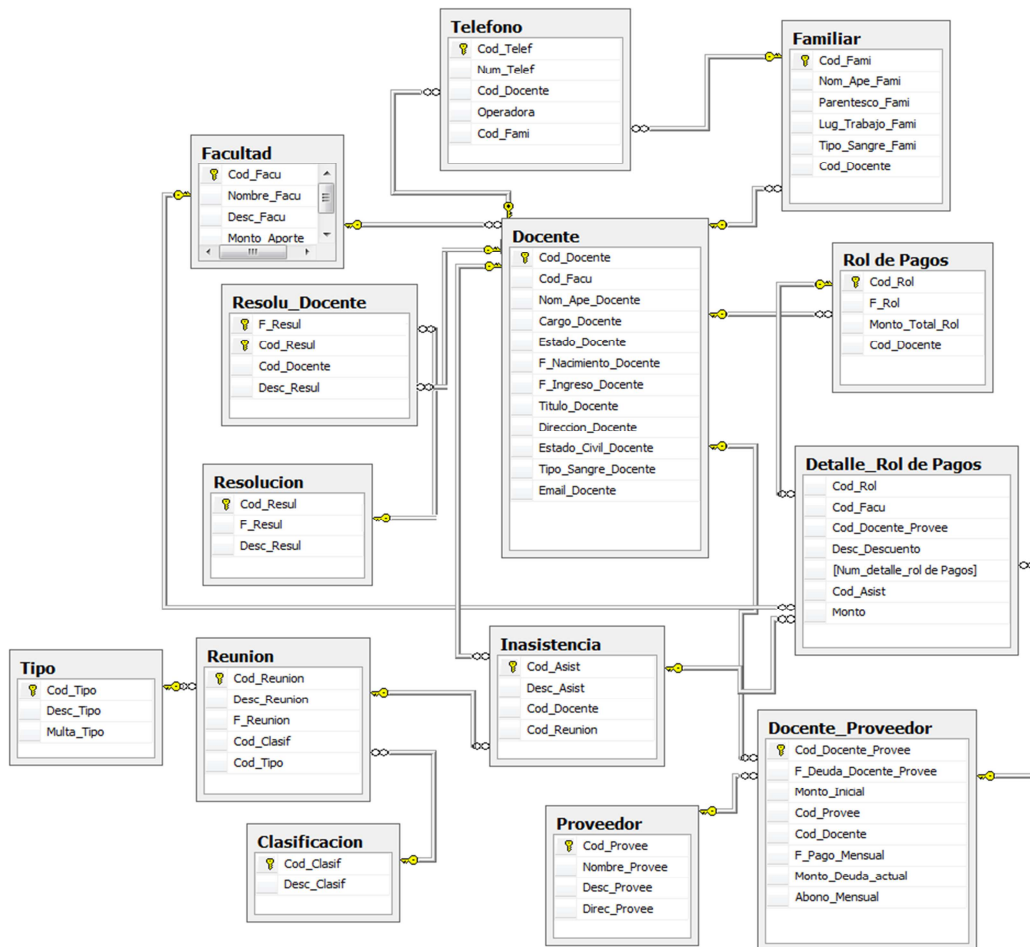 Telefono
Cod_Telef
Num_Telef
Cod_Docente
Operadora
Cod_Fami
Familiar
Cod_Fami
Nom_Ape_Fami
Parentesco_Fami
Lug_Trabajo_Fami
Tipo_Sangre_Fami
Cod_Docente
Facultad
Cod_Facu
Nombre_Facu
Desc_Facu
Monto_Aporte
Docente
Cod_Docente
Cod_Facu
Nom_Ape_Docente
Cargo_Docente
Estado_Docente
F_Nacimiento_Docente
F_Ingreso_Docente
Titulo_Docente
Direccion_Docente
Estado_Civil_Docente
Tipo_Sangre_Docente
Email_Docente
Rol de Pagos
Cod_Rol
F_Rol
Monto_Total_Rol
Cod_Docente
Resolu_Docente
F_Resul
Cod_Resul
Cod_Docente
Desc_Resul
Resolucion
Cod_Resul
F_Resul
Desc_Resul
Detalle_Rol de Pagos
Cod_Rol
Cod_Facu
Cod_Docente_Provee
Desc_Descuento
[Num_detalle_rol de Pagos]
Cod_Asist
Monto
Tipo
Cod_Tipo
Desc_Tipo
Multa_Tipo
Reunion
Cod_Reunion
Desc_Reunion
F_Reunion
Cod_Clasif
Cod_Tipo
Inasistencia
Cod_Asist
Desc_Asist
Cod_Docente
Cod_Reunion
Docente_Proveedor
Cod_Docente_Provee
F_Deuda_Docente_Provee
Monto_Inicial
Cod_Provee
Cod_Docente
F_Pago_Mensual
Monto_Deuda_actual
Abono_Mensual
Clasificacion
Cod_Clasif
Desc_Clasif
Proveedor
Cod_Provee
Nombre_Provee
Desc_Provee
Direc_Provee